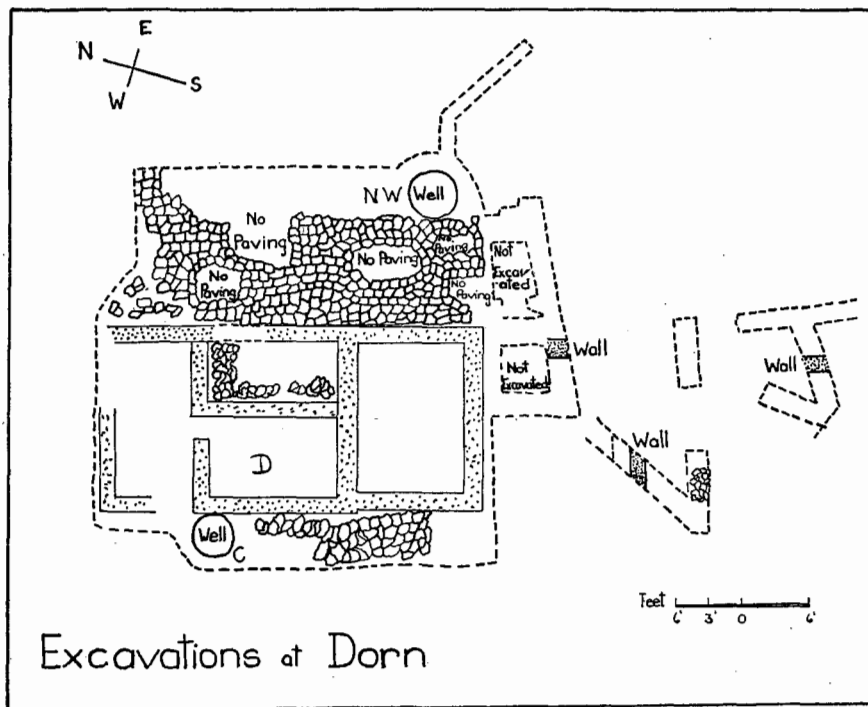 E
N
S
W
NW
Well
No
Paving
No
Paving
No Paving
No
Paving
No
Paving
Not
Excav-
ated
Not
Excavated
Wall
Wall
Wall
D
Well
C
Feet
6'
3'
0
6'
Excavations at Dorn